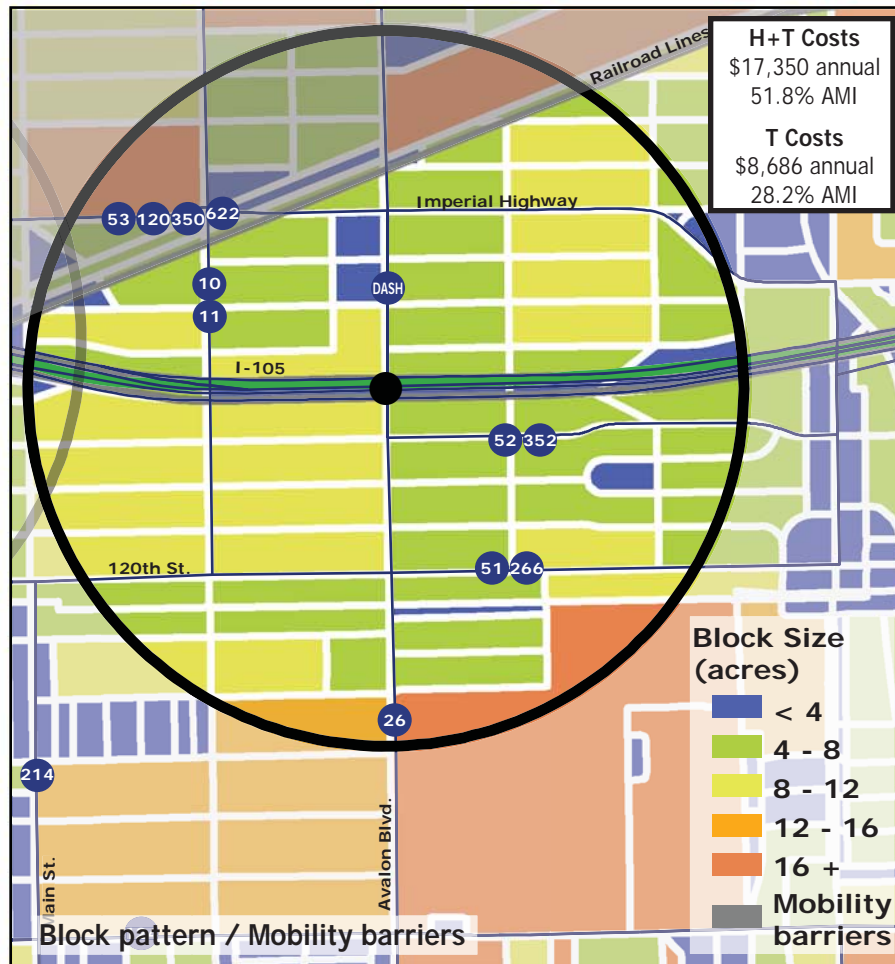 H+T Costs
$17,350 annual
51.8% AMI
T Costs
$8,686 annual
28.2% AMI
Railroad Lines
Imperial Highway
53 120 350 622
10
DASH
11
I-105
52 352
120th St.
51 266
26
214
Main St.
Avalon Blvd.
Block Size
(acres)
< 4
4 - 8
8 - 12
12 - 16
16 +
Mobility
barriers
Block pattern / Mobility barriers